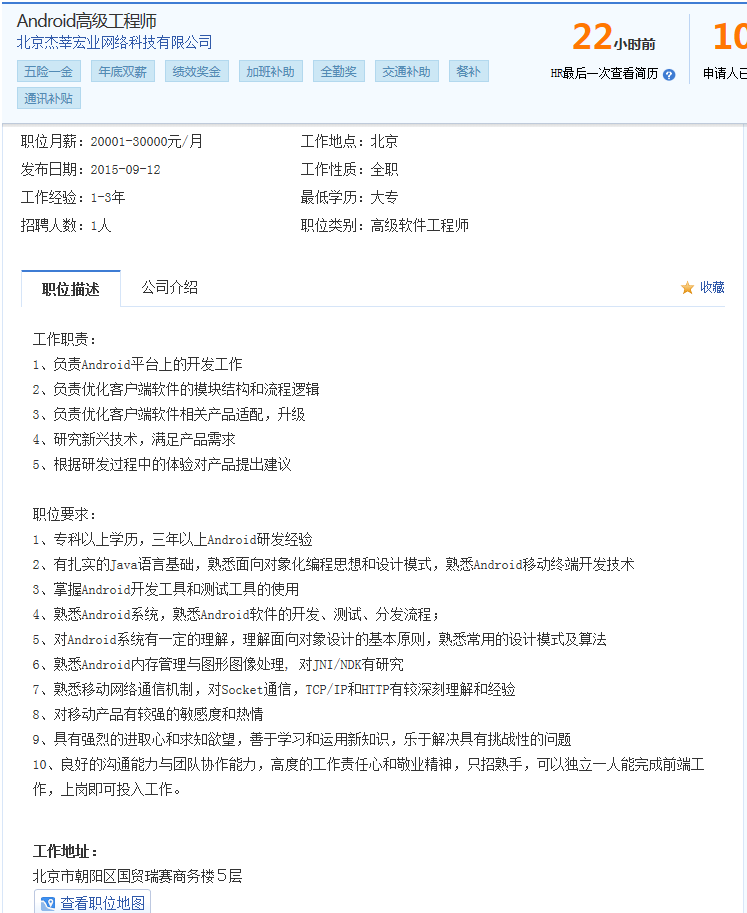 Android高级工程师
北京杰莘宏业网络科技有限公司
22小时前
10
HR最后一次查看简历 ?
申请人已
五险一金 年底双薪 绩效奖金 加班补助 全勤奖 交通补助 餐补
通讯补贴
职位月薪：20001-30000元/月 工作地点：北京
发布日期：2015-09-12 工作性质：全职
工作经验：1-3年 最低学历：大专
招聘人数：1人 职位类别：高级软件工程师
职位描述 公司介绍 收藏
工作职责：
1、负责Android平台上的开发工作
2、负责优化客户端软件的模块结构和流程逻辑
3、负责优化客户端软件相关产品适配，升级
4、研究新兴技术，满足产品需求
5、根据研发过程中的体验对产品提出建议
职位要求：
1、专科以上学历，三年以上Android研发经验
2、有扎实的Java语言基础，熟悉面向对象化编程思想和设计模式，熟悉Android移动终端开发技术
3、掌握Android开发工具和测试工具的使用
4、熟悉Android系统，熟悉Android软件的开发、测试、分发流程；
5、对Android系统有一定的理解，理解面向对象设计的基本原则，熟悉常用的设计模式及算法
6、熟悉Android内存管理与图形图像处理, 对JNI/NDK有研究
7、熟悉移动网络通信机制，对Socket通信，TCP/IP和HTTP有较深刻理解和经验
8、对移动产品有较强的敏感度和热情
9、具有强烈的进取心和求知欲望，善于学习和运用新知识，乐于解决具有挑战性的问题
10、良好的沟通能力与团队协作能力，高度的工作责任心和敬业精神，只招熟手，可以独立一人能完成前端工
作，上岗即可投入工作。
工作地址：
北京市朝阳区国贸瑞赛商务楼５层
查看职位地图